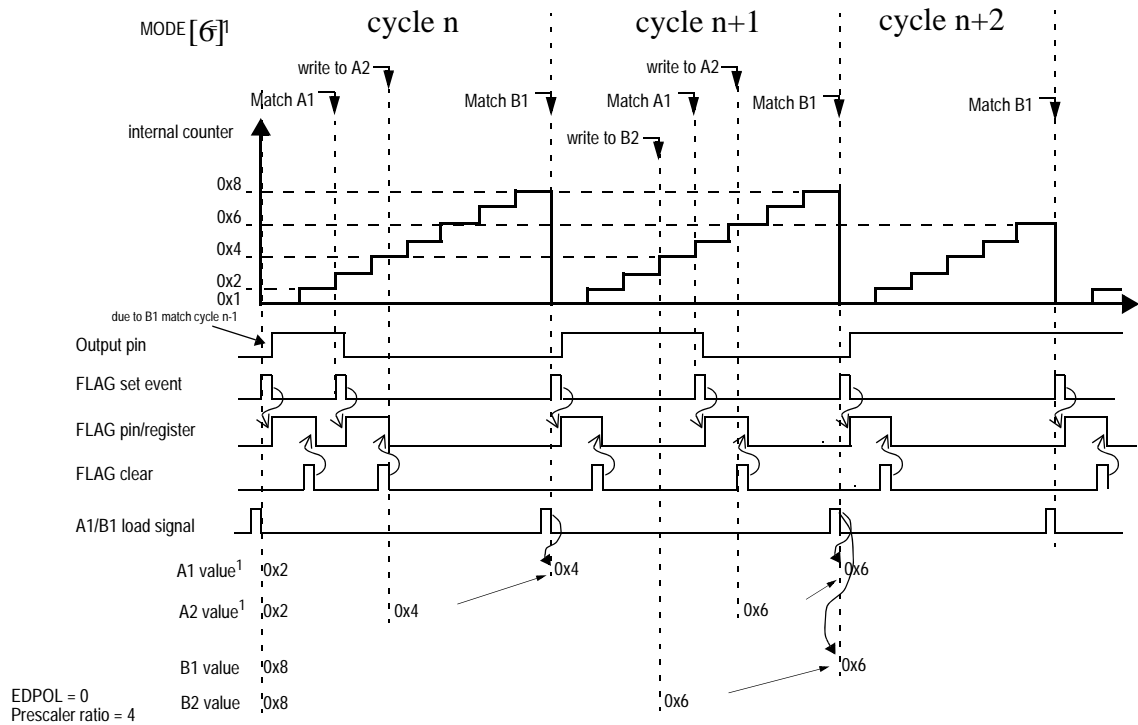 MODE[6]¹
cycle n
cycle n+1
cycle n+2
write to A2
write to A2
Match A1
Match B1
Match A1
Match B1
Match B1
internal counter
write to B2
0x8
0x6
0x4
0x2
0x1
due to B1 match cycle n-1
Output pin
FLAG set event
FLAG pin/register
FLAG clear
A1/B1 load signal
A1 value¹ 0x2 0x4 0x6
A2 value¹ 0x2 0x4 0x6
B1 value 0x8 0x6
B2 value 0x8 0x6
EDPOL = 0
Prescaler ratio = 4